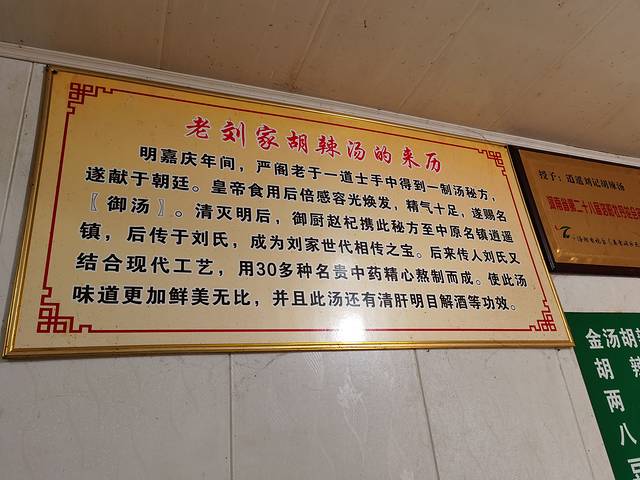 老刘家胡辣汤的来历
明嘉庆年间，严阁老于一道士手中得到一制汤秘方，
遂献于朝廷。皇帝食用后倍感容光焕发，精气十足，遂赐名
〖御汤〗。清灭明后，御厨赵杞携此秘方至中原名镇逍遥
镇，后传于刘氏，成为刘家世代相传之宝。后来传人刘氏又
结合现代工艺，用30多种名贵中药精心熬制而成。使此汤
味道更加鲜美无比，并且此汤还有清肝明目解酒等功效。
授予：逍遥刘记胡辣汤
金汤胡
胡辣
两
八
豆